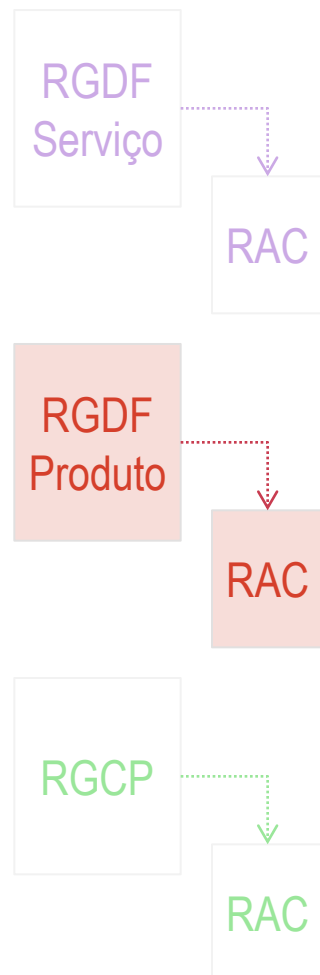 RGDF
Serviço
RAC
RGDF
Produto
RAC
RGCP
RAC